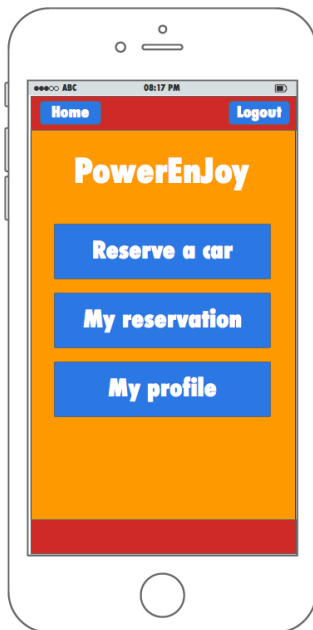 ABC 08:17 PM
Home Logout
PowerEnJoy
Reserve a car
My reservation
My profile